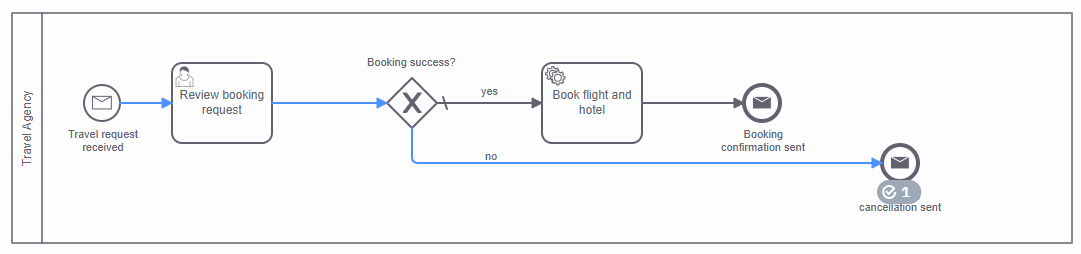 Travel Agency
Travel request
received
Review booking
request
Booking success?
yes
no
Book flight and
hotel
Booking
confirmation sent
1
cancellation sent